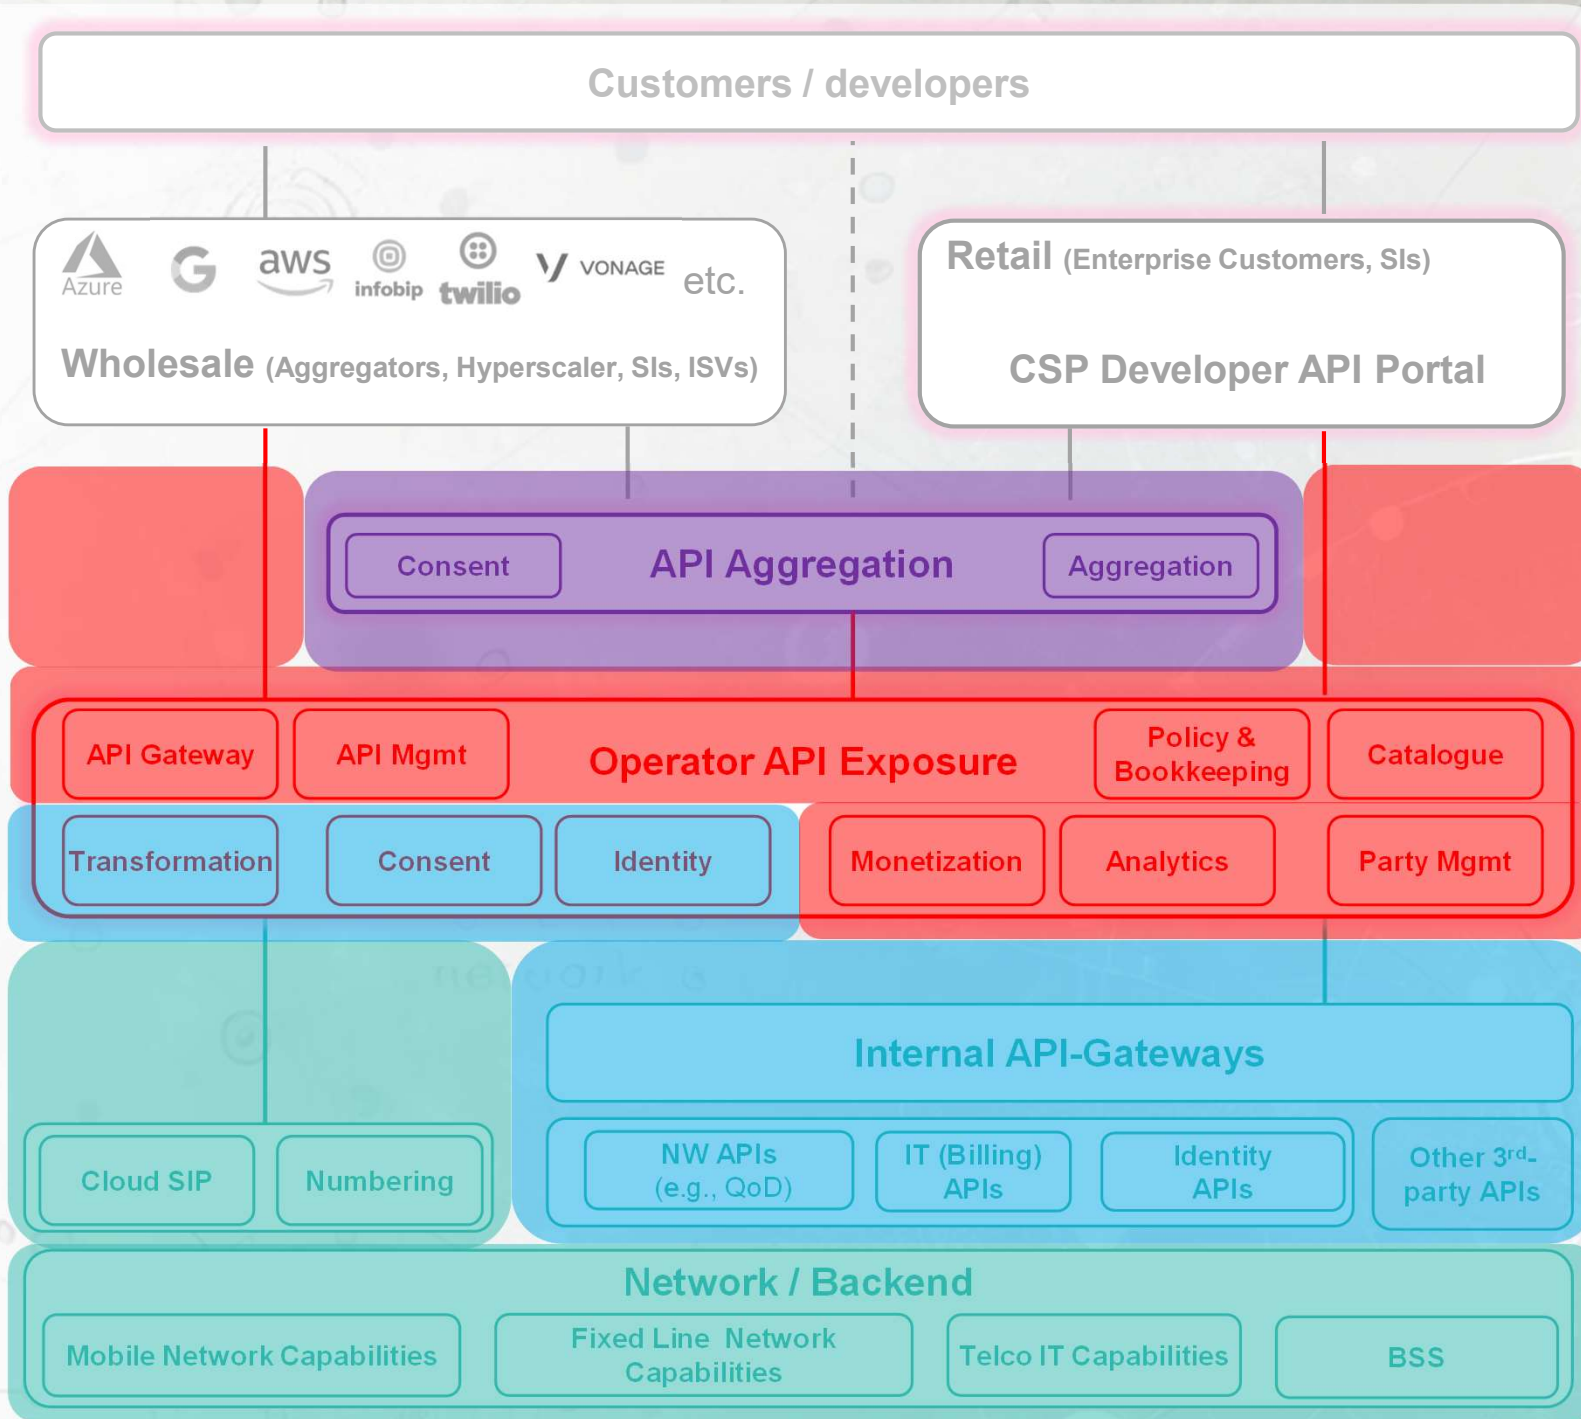 Customers / developers
Azure
G
aws
infobip
twilio
VONAGE
etc.
Wholesale (Aggregators, Hyperscaler, SIs, ISVs)
Retail (Enterprise Customers, SIs)
CSP Developer API Portal
Consent
API Aggregation
Aggregation
API Gateway
API Mgmt
Operator API Exposure
Policy &
Bookkeeping
Catalogue
Transformation
Consent
Identity
Monetization
Analytics
Party Mgmt
network
Internal API-Gateways
Cloud SIP
Numbering
NW APIs
(e.g., QoD)
IT (Billing)
APIs
Identity
APIs
Other 3rd-
party APIs
Network / Backend
Mobile Network Capabilities
Fixed Line Network
Capabilities
Telco IT Capabilities
BSS